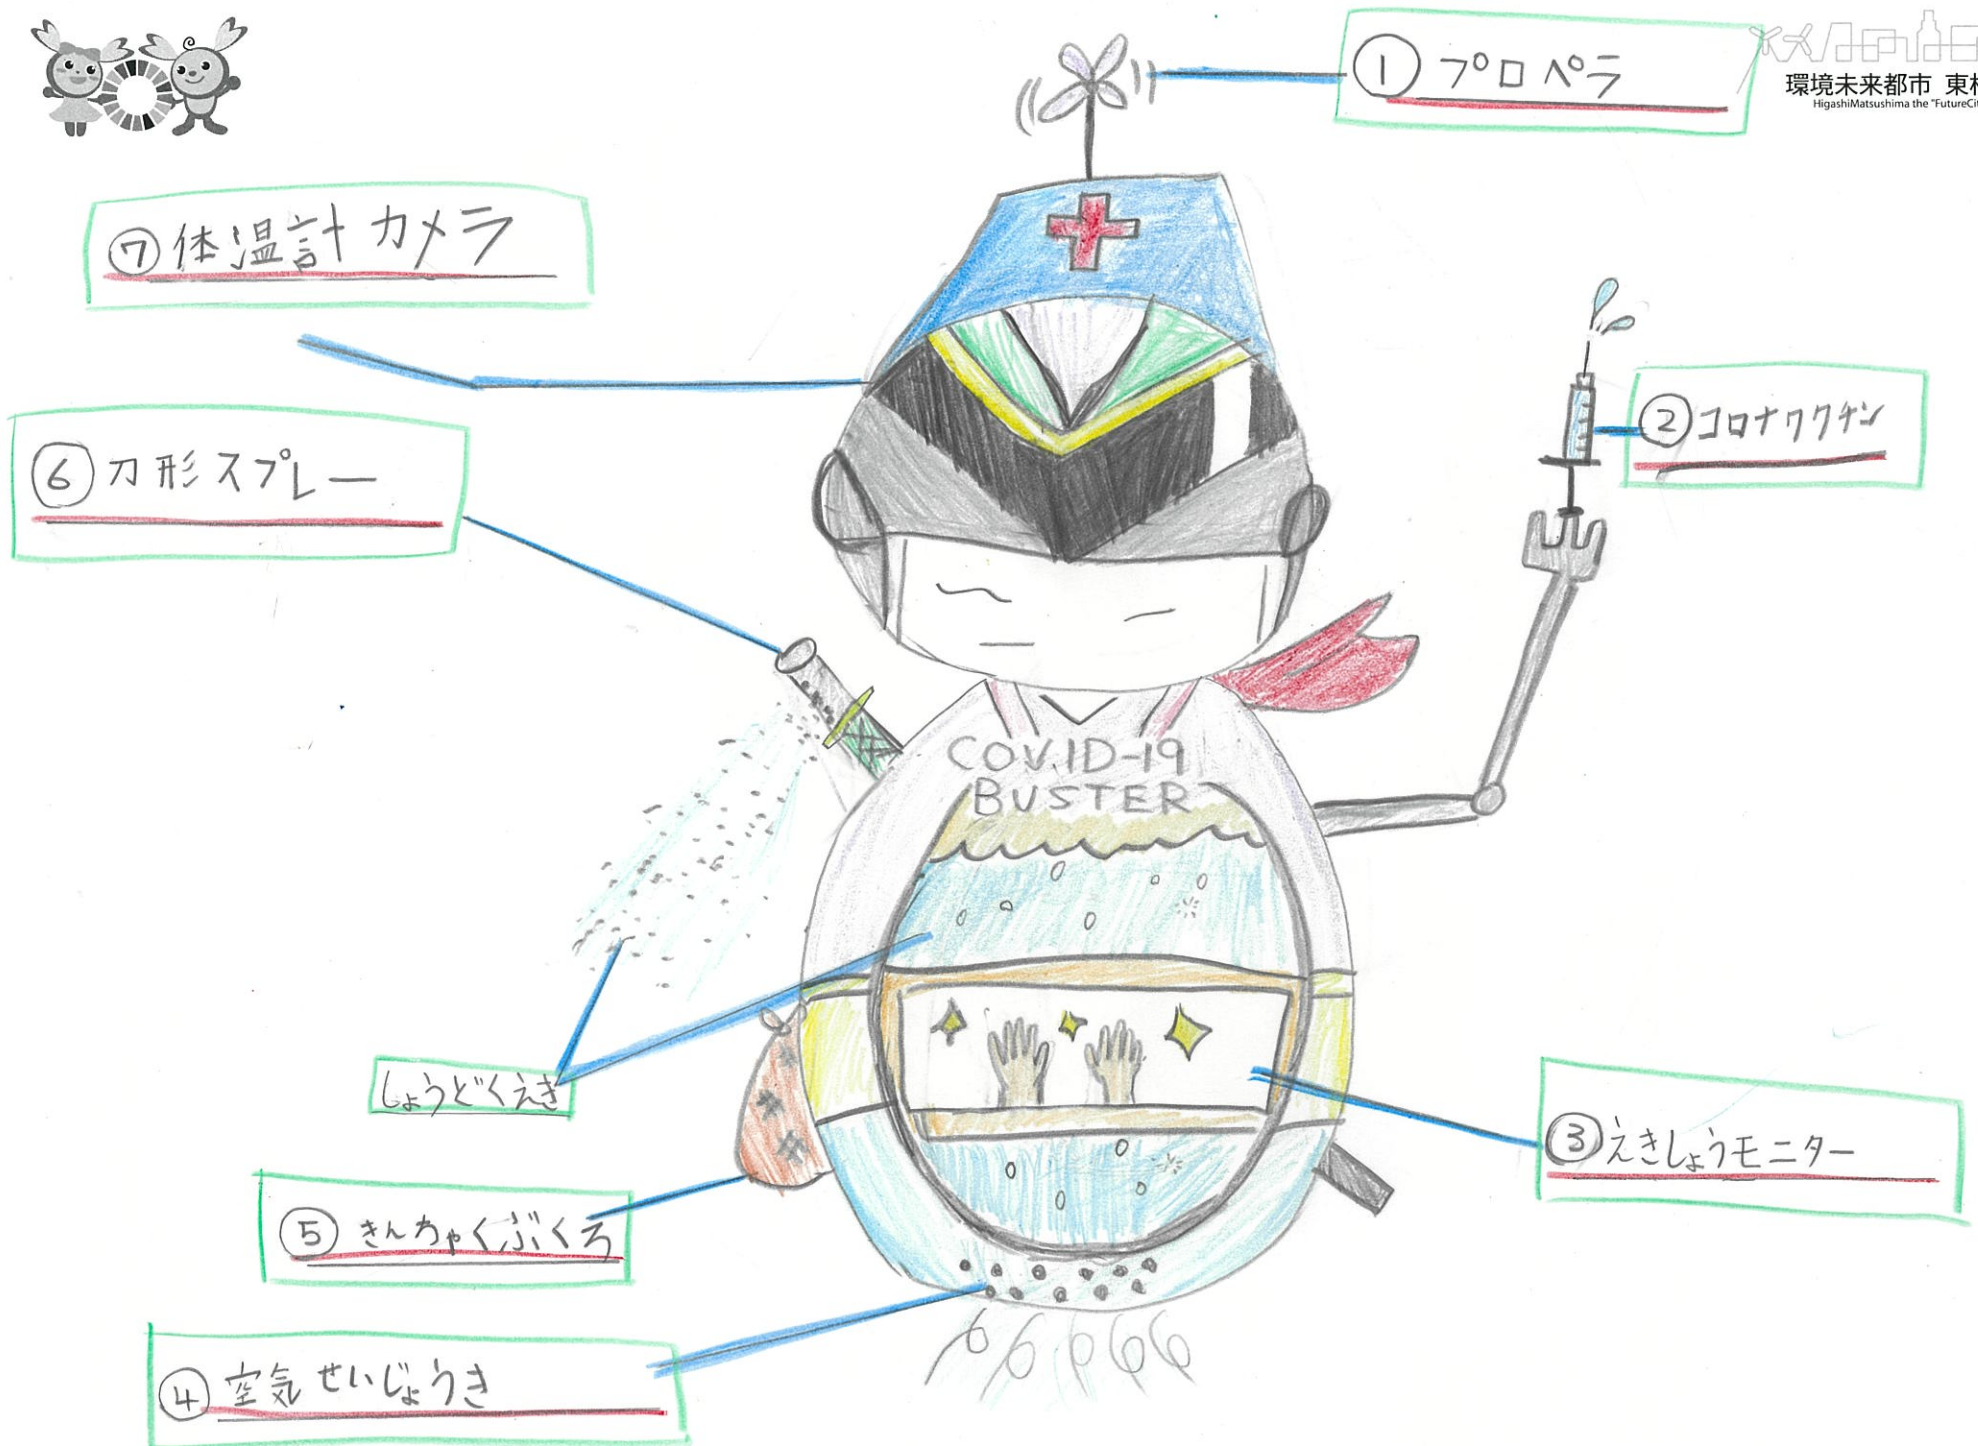 ① プロペラ
環境未来都市 東
HigashiMatsushima the "FutureCit
⑦ 体温計カメラ
② コロナワクチン
⑥ 刀形スプレー
COVID-19
BUSTER
しょうどくえき
③ えきしょうモニター
⑤ きんちゃくぶくろ
④ 空気せいじょうき